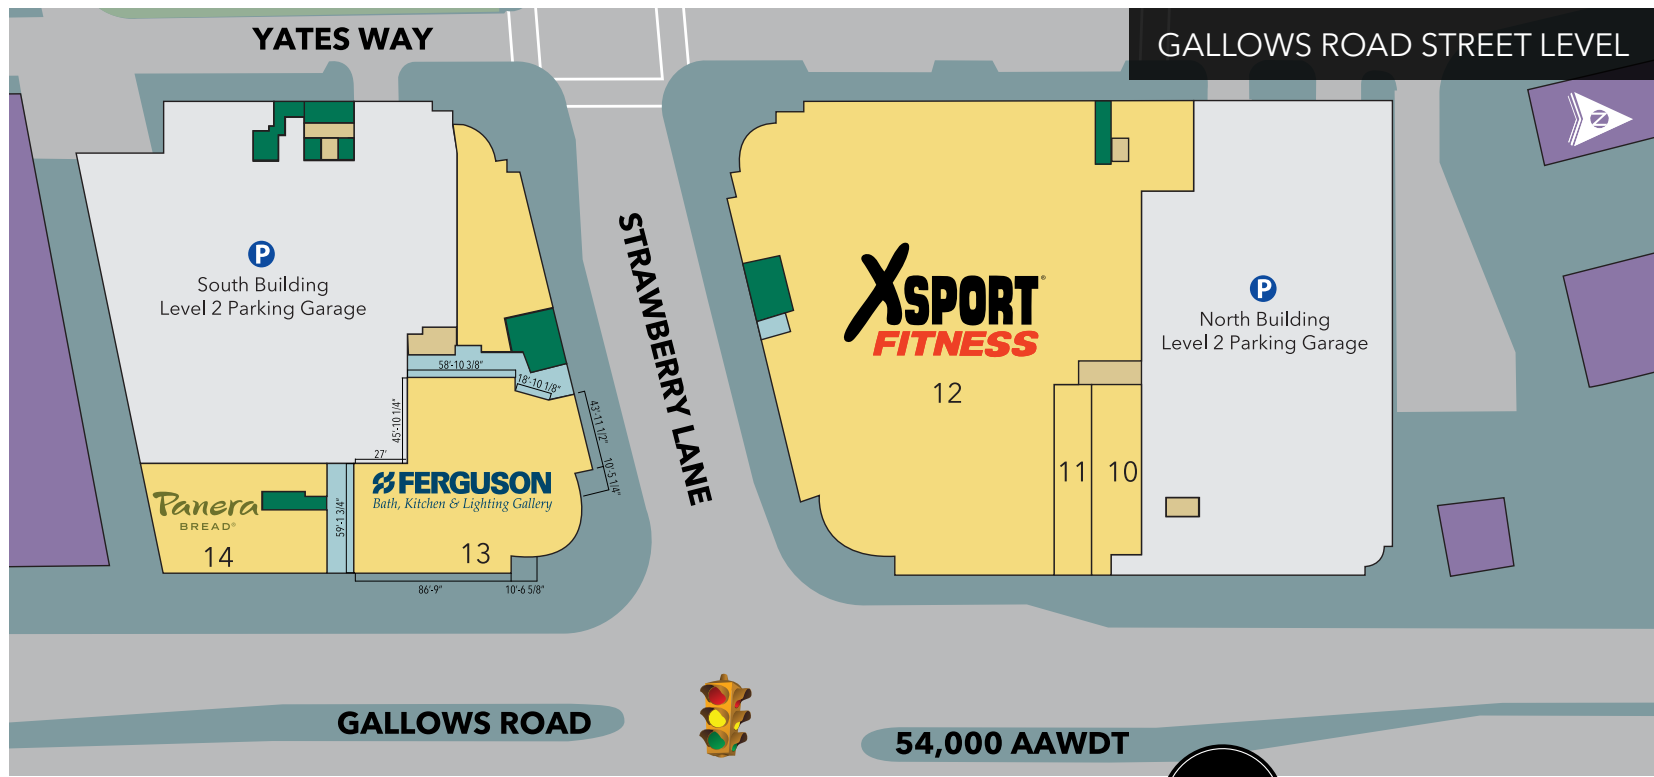 YATES WAY
GALLOWS ROAD STREET LEVEL
N
P
South Building
Level 2 Parking Garage
STRAWBERRY LANE
XSPORT®
FITNESS
12
P
North Building
Level 2 Parking Garage
58'-10 3/8"
18'-10 1/8"
45'-10 1/4"
43'-11 1/2"
10'-5 1/4"
27'
11
10
Panera
BREAD®
14
59'-1 3/4"
FERGUSON
Bath, Kitchen & Lighting Gallery
13
86'-9"
10'-6 5/8"
GALLOWS ROAD
54,000 AAWDT